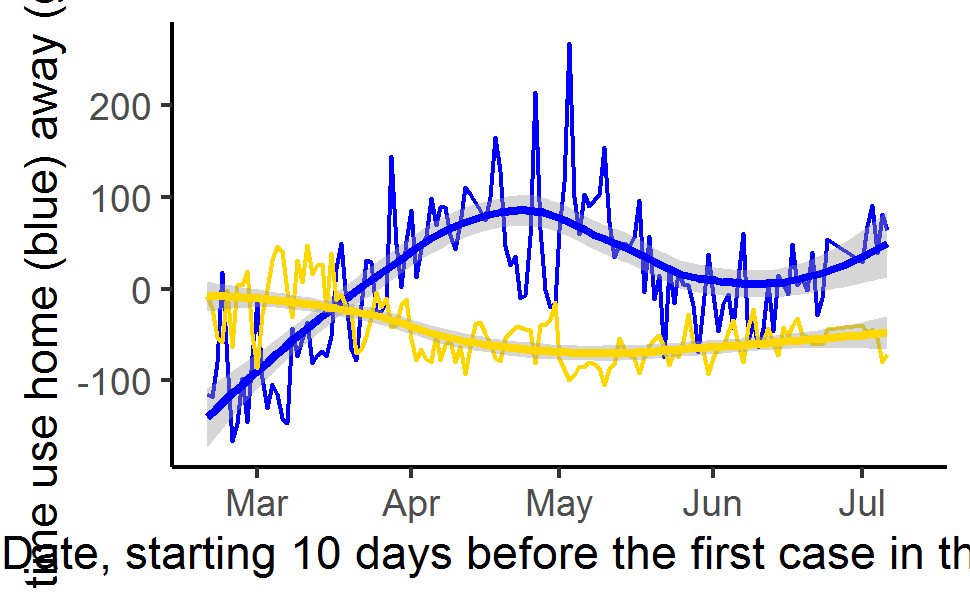 time use home (blue) away (
200
100
0
-100
Mar Apr May Jun Jul
Date, starting 10 days before the first case in th